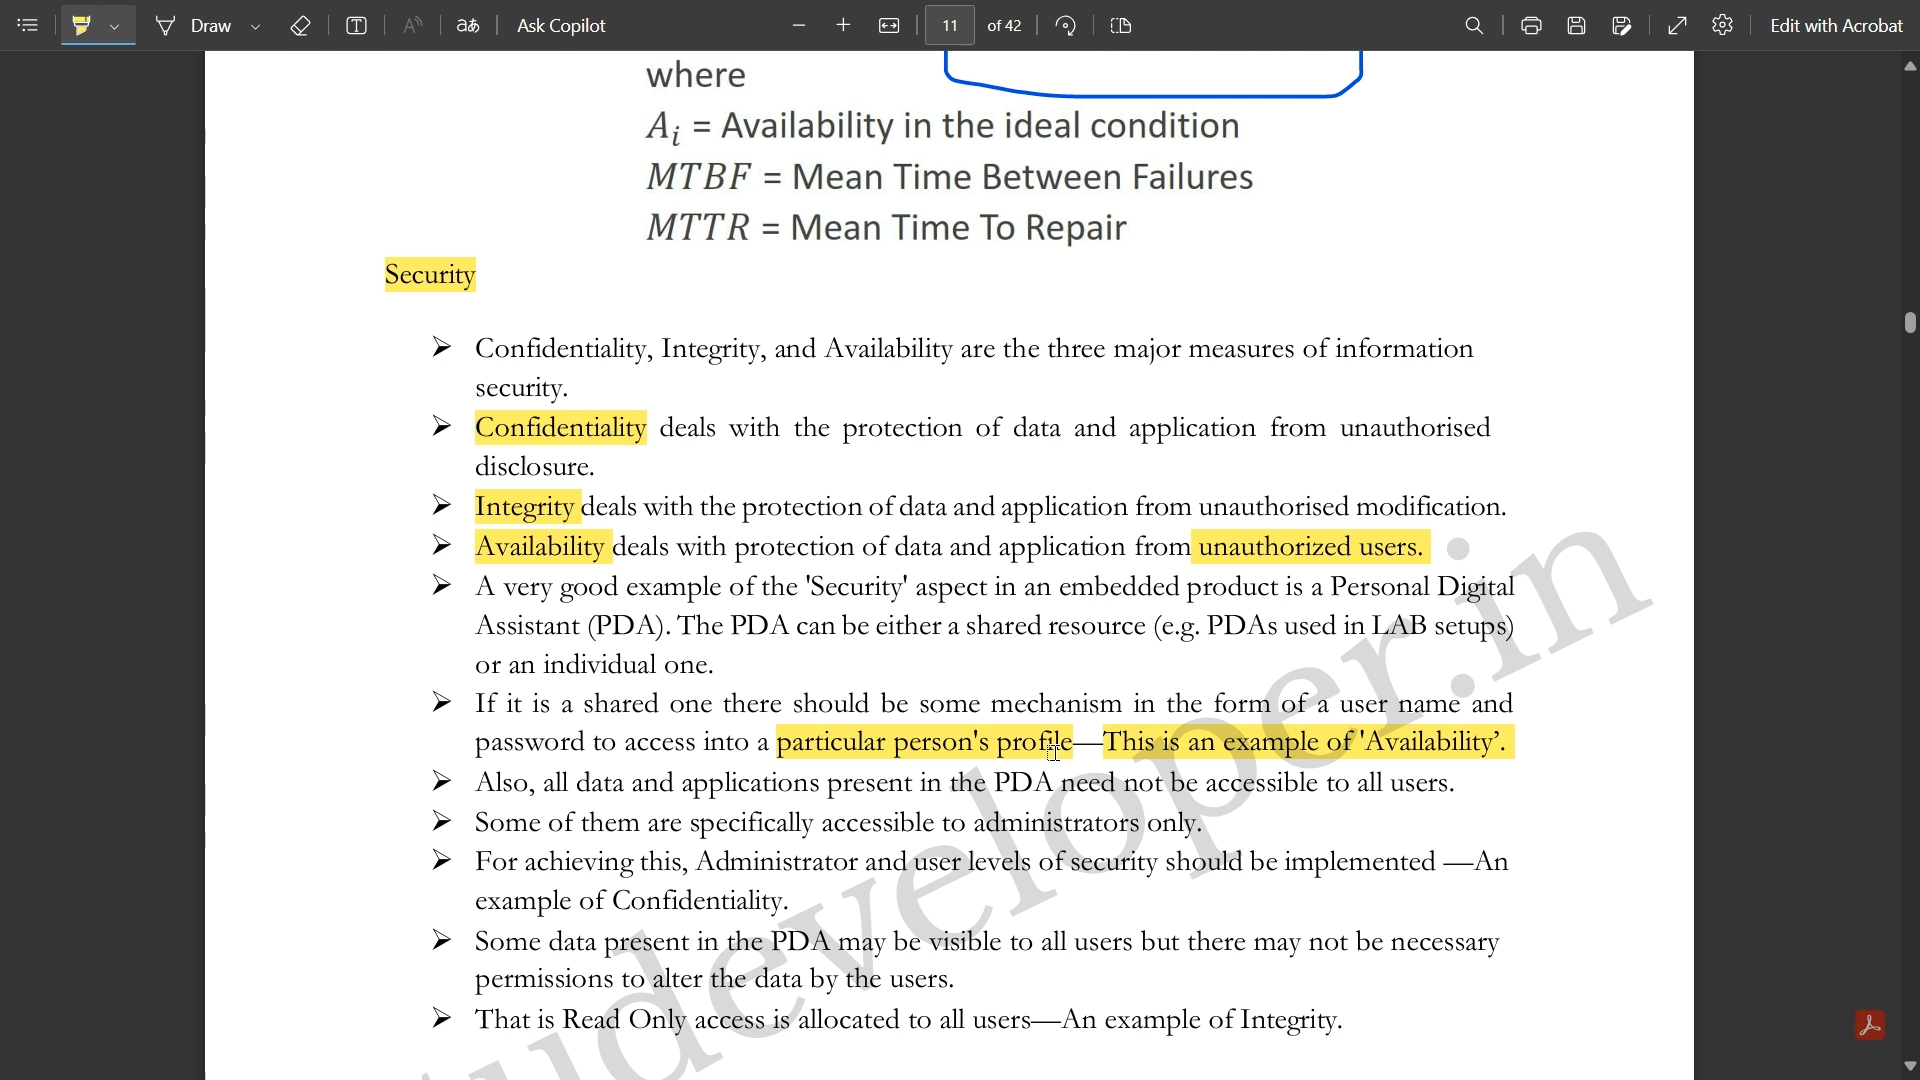 Draw
aあ
Ask Copilot
11 of 42
Edit with Acrobat
where
Ai = Availability in the ideal condition
MTBF = Mean Time Between Failures
MTTR = Mean Time To Repair
Security
➢ Confidentiality, Integrity, and Availability are the three major measures of information
security.
➢ Confidentiality deals with the protection of data and application from unauthorised
disclosure.
➢ Integrity deals with the protection of data and application from unauthorised modification.
➢ Availability deals with protection of data and application from unauthorized users.
➢ A very good example of the 'Security' aspect in an embedded product is a Personal Digital
Assistant (PDA). The PDA can be either a shared resource (e.g. PDAs used in LAB setups)
or an individual one.
➢ If it is a shared one there should be some mechanism in the form of a user name and
password to access into a particular person's profile—This is an example of 'Availability’.
➢ Also, all data and applications present in the PDA need not be accessible to all users.
➢ Some of them are specifically accessible to administrators only.
➢ For achieving this, Administrator and user levels of security should be implemented —An
example of Confidentiality.
➢ Some data present in the PDA may be visible to all users but there may not be necessary
permissions to alter the data by the users.
➢ That is Read Only access is allocated to all users—An example of Integrity.
tudeveloper.in